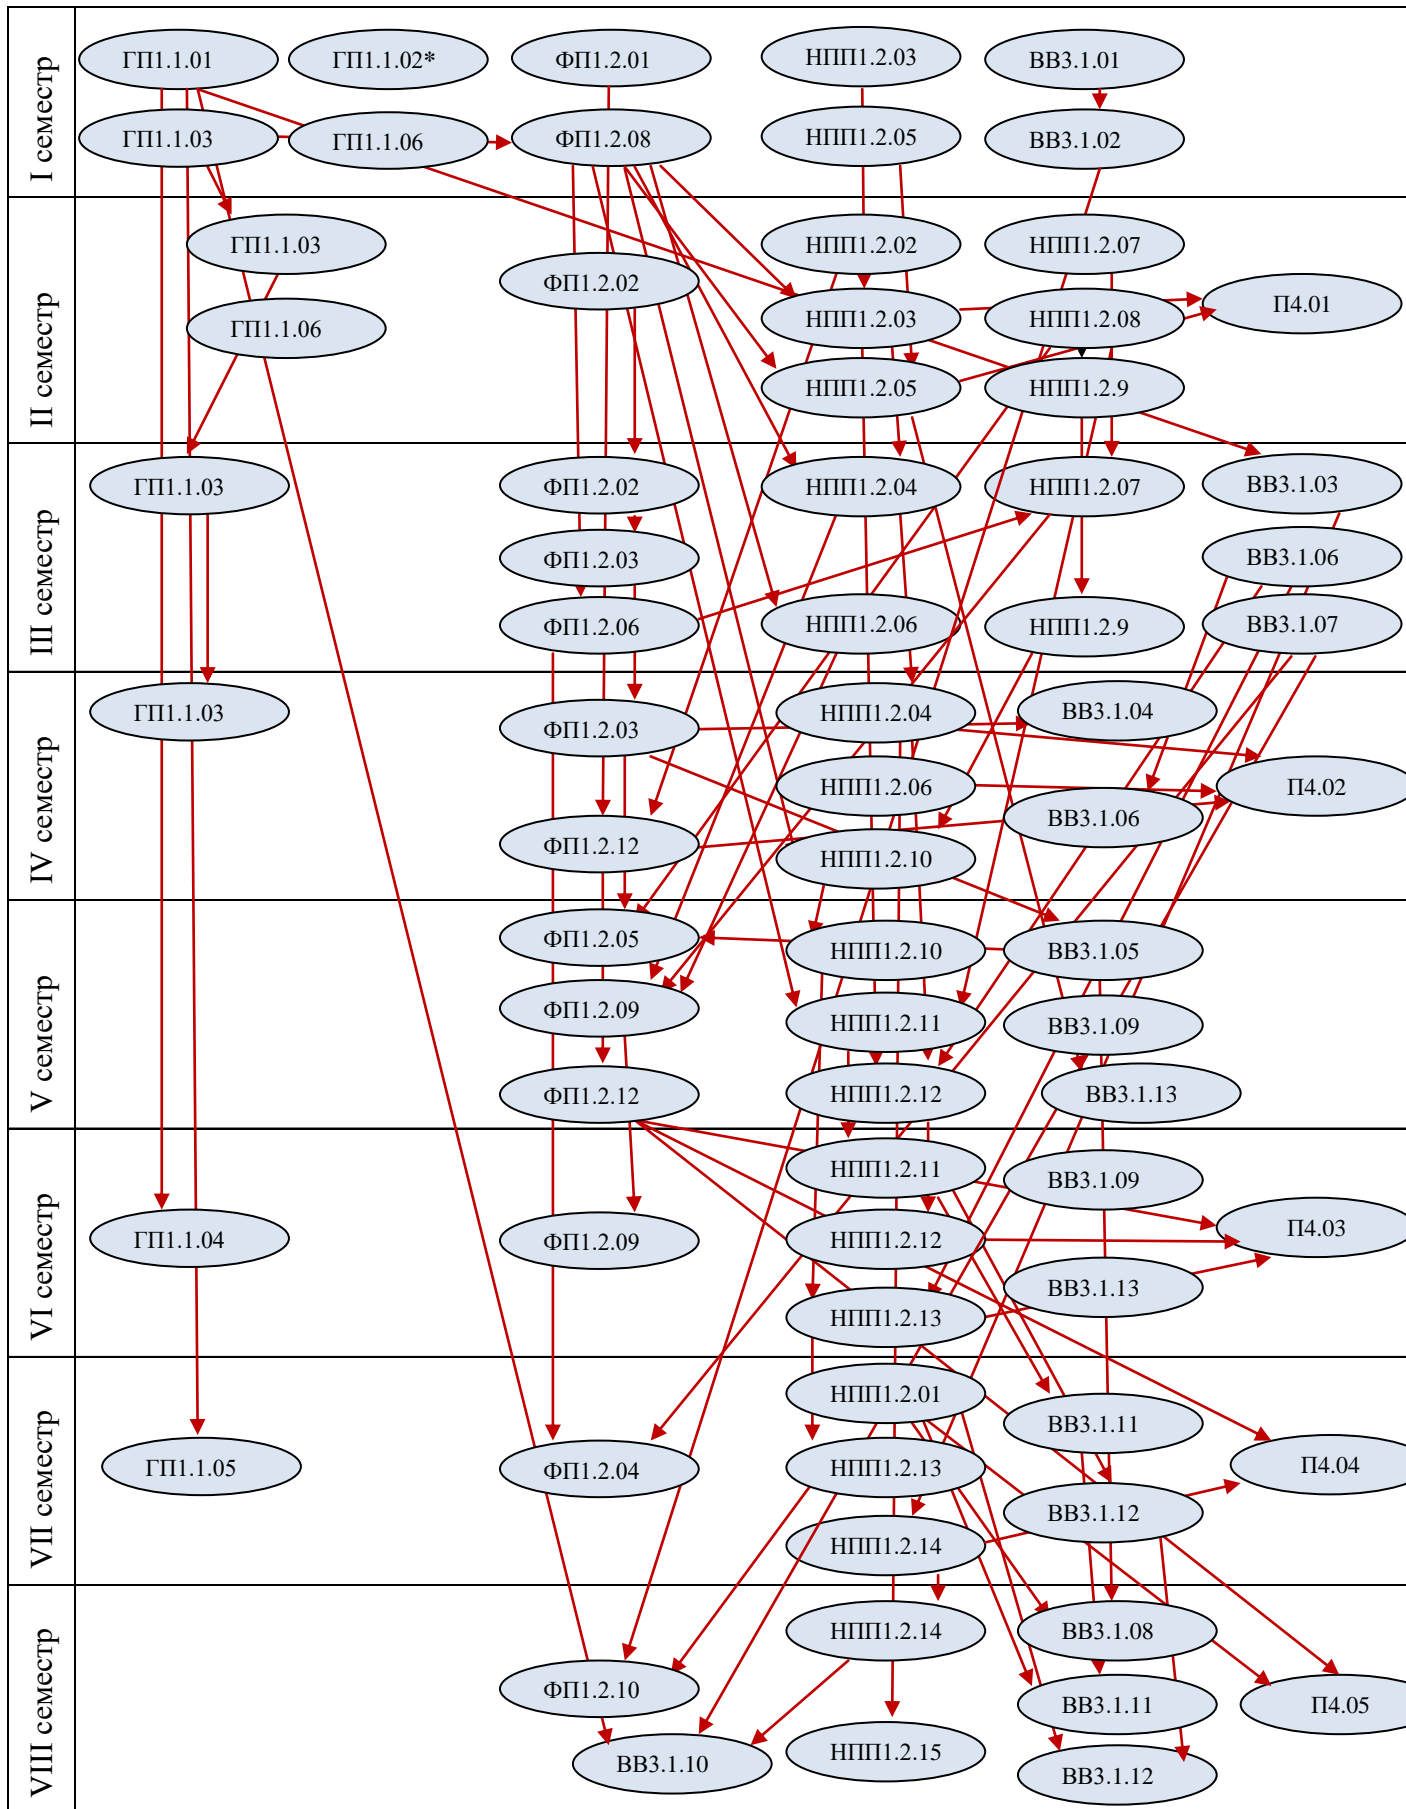 I семестр
ГП1.1.01
ГП1.1.02*
ФП1.2.01
НПП1.2.03
ВВ3.1.01
ГП1.1.03
ГП1.1.06
ФП1.2.08
НПП1.2.05
ВВ3.1.02
II семестр
ГП1.1.03
НПП1.2.02
НПП1.2.07
ФП1.2.02
ГП1.1.06
НПП1.2.03
НПП1.2.08
П4.01
НПП1.2.05
НПП1.2.9
III семестр
ГП1.1.03
ФП1.2.02
НПП1.2.04
НПП1.2.07
ВВ3.1.03
ФП1.2.03
ВВ3.1.06
ФП1.2.06
НПП1.2.06
НПП1.2.9
ВВ3.1.07
IV семестр
ГП1.1.03
ФП1.2.03
НПП1.2.04
ВВ3.1.04
НПП1.2.06
П4.02
ВВ3.1.06
ФП1.2.12
НПП1.2.10
V семестр
ФП1.2.05
НПП1.2.10
ВВ3.1.05
ФП1.2.09
НПП1.2.11
ВВ3.1.09
ФП1.2.12
НПП1.2.12
ВВ3.1.13
VI семестр
НПП1.2.11
ВВ3.1.09
ГП1.1.04
ФП1.2.09
НПП1.2.12
П4.03
НПП1.2.13
ВВ3.1.13
VII семестр
НПП1.2.01
ВВ3.1.11
ГП1.1.05
ФП1.2.04
НПП1.2.13
П4.04
ВВ3.1.12
НПП1.2.14
VIII семестр
НПП1.2.14
ВВ3.1.08
ФП1.2.10
ВВ3.1.11
П4.05
ВВ3.1.10
НПП1.2.15
ВВ3.1.12